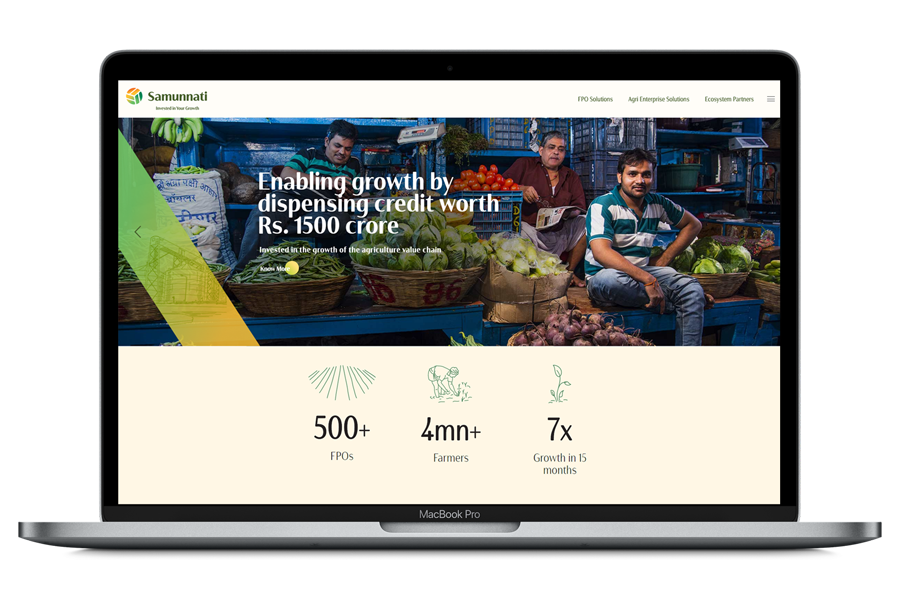 Samunnati
Invested in Your Growth
FPO Solutions
Agri Enterprise Solutions
Ecosystem Partners
Enabling growth by
dispensing credit worth
Rs. 1500 crore
Invested in the growth of the agriculture value chain
Know More
86
500+
FPOs
4mn+
Farmers
7x
Growth in 15
months
MacBook Pro